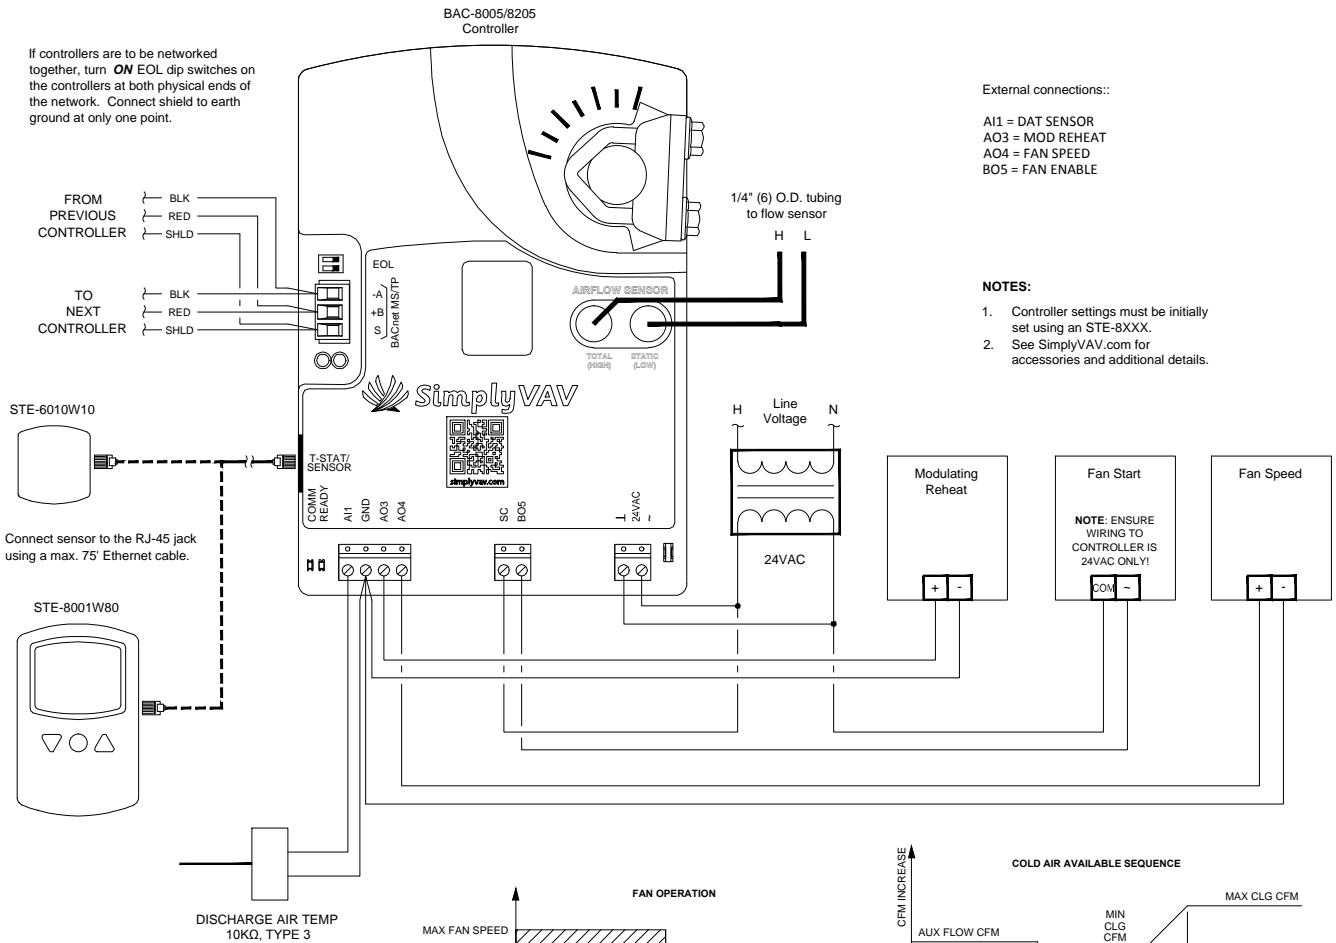 BAC-8005/8205
Controller
If controllers are to be networked
together, turn ON EOL dip switches on
the controllers at both physical ends of
the network. Connect shield to earth
ground at only one point.
External connections::
AI1 = DAT SENSOR
AO3 = MOD REHEAT
AO4 = FAN SPEED
BO5 = FAN ENABLE
FROM
PREVIOUS
CONTROLLER
BLK
RED
SHLD
TO
NEXT
CONTROLLER
BLK
RED
SHLD
EOL
-A
+B
S
BACnet MS/TP
1/4" (6) O.D. tubing
to flow sensor
H L
AIRFLOW SENSOR
TOTAL
(HIGH)
STATIC
(LOW)
NOTES:
1. Controller settings must be initially
set using an STE-8XXX.
2. See SimplyVAV.com for
accessories and additional details.
SimplyVAV
simplyvav.com
STE-6010W10
T-STAT/
SENSOR
COMM
READY
AI1
GND
AO3
AO4
SC
BO5
⊥
24VAC
~
H
Line
Voltage
N
24VAC
Connect sensor to the RJ-45 jack
using a max. 75' Ethernet cable.
STE-8001W80
Modulating
Reheat
+ -
Fan Start
NOTE: ENSURE
WIRING TO
CONTROLLER IS
24VAC ONLY!
COM ~
Fan Speed
+ -
DISCHARGE AIR TEMP
10KΩ, TYPE 3
FAN OPERATION
MAX FAN SPEED
COLD AIR AVAILABLE SEQUENCE
CFM INCREASE
AUX FLOW CFM
MIN
CLG
CFM
MAX CLG CFM